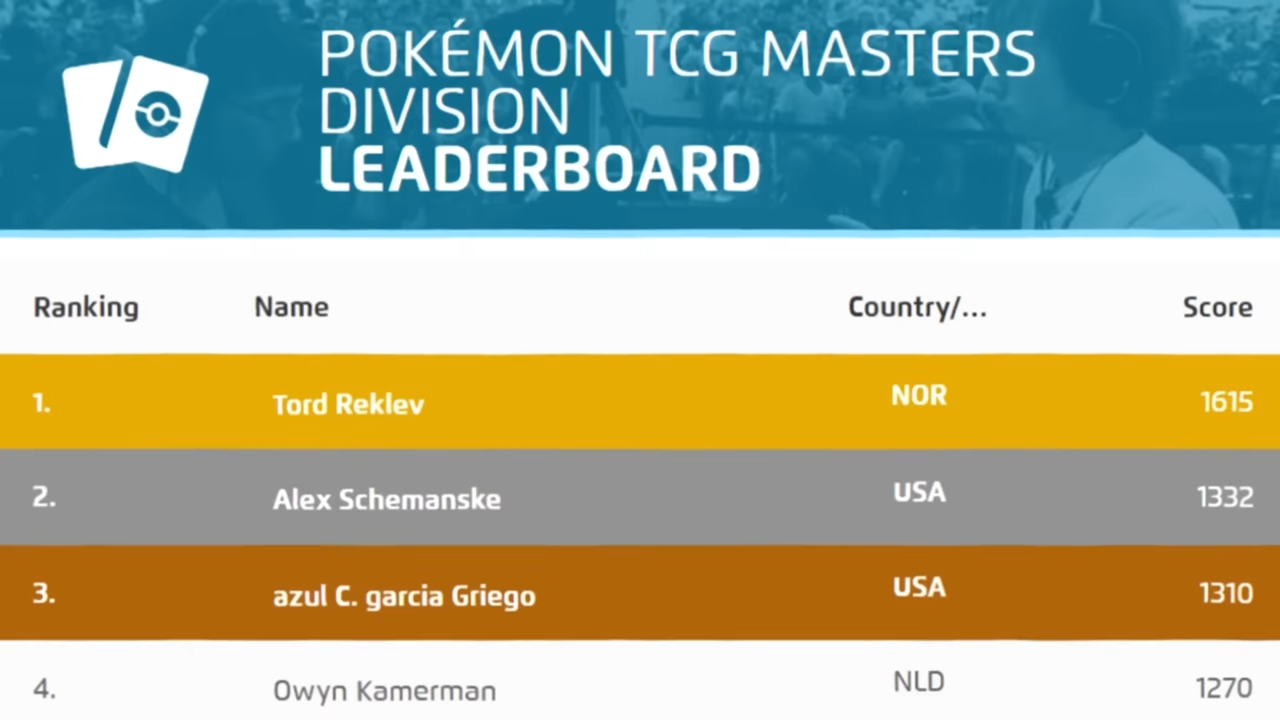 POKÉMON TCG MASTERS
DIVISION
LEADERBOARD
Ranking Name Country/... Score
1. Tord Reklev NOR 1615
2. Alex Schemanske USA 1332
3. azul C. garcia Griego USA 1310
4. Owyn Kamerman NLD 1270